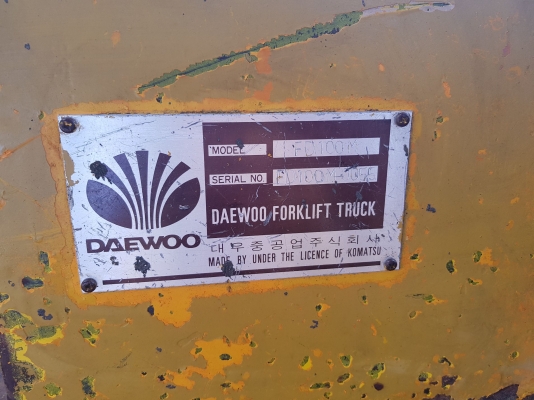 MODEL
SERIAL NO
DAEWOO FORKLIFT TRUCK
DAEWOO
대우중공업주식회사
MADE BY UNDER THE LICENCE OF KOMATSU